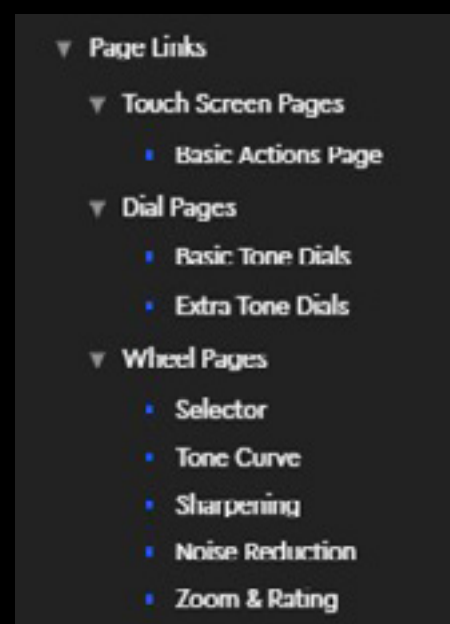 Page Links
Touch Screen Pages
Basic Actions Page
Dial Pages
Basic Tone Dials
Extra Tone Dials
Wheel Pages
Selector
Tone Curve
Sharpening
Noise Reduction
Zoom & Rating